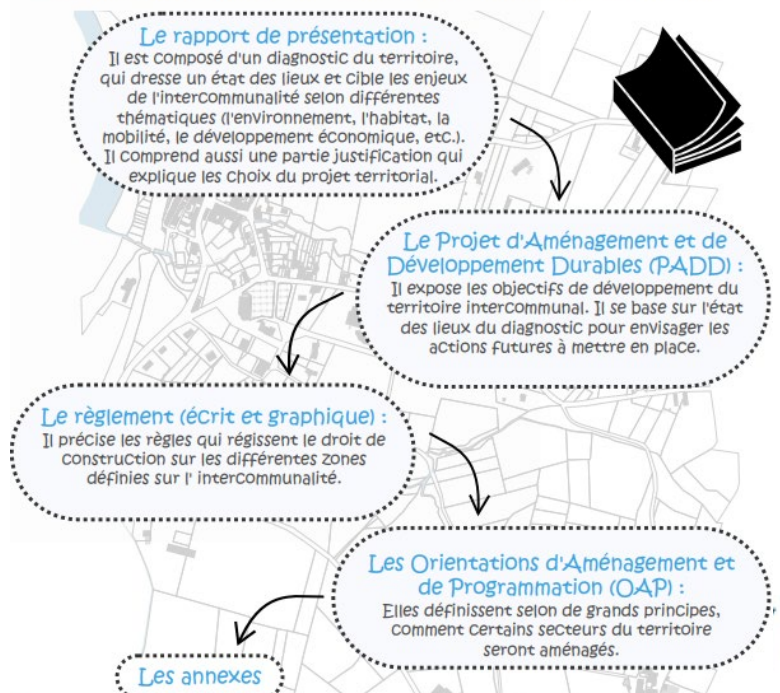 Le rapport de présentation :
Il est composé d'un diagnostic du territoire,
qui dresse un état des lieux et cible les enjeux
de l'intercommunalité selon différentes
thématiques (l'environnement, l'habitat, la
mobilité, le développement économique, etc.).
Il comprend aussi une partie justification qui
explique les choix du projet territorial.
Le Projet d'Aménagement et de
Développement Durables (PADD) :
Il expose les objectifs de développement du
territoire intercommunal. Il se base sur l'état
des lieux du diagnostic pour envisager les
actions futures à mettre en place.
Le règlement (écrit et graphique) :
Il précise les règles qui régissent le droit de
construction sur les différentes zones
définies sur l' intercommunalité.
Les Orientations d'Aménagement et
de Programmation (OAP) :
Elles définissent selon de grands principes,
comment certains secteurs du territoire
seront aménagés.
Les annexes